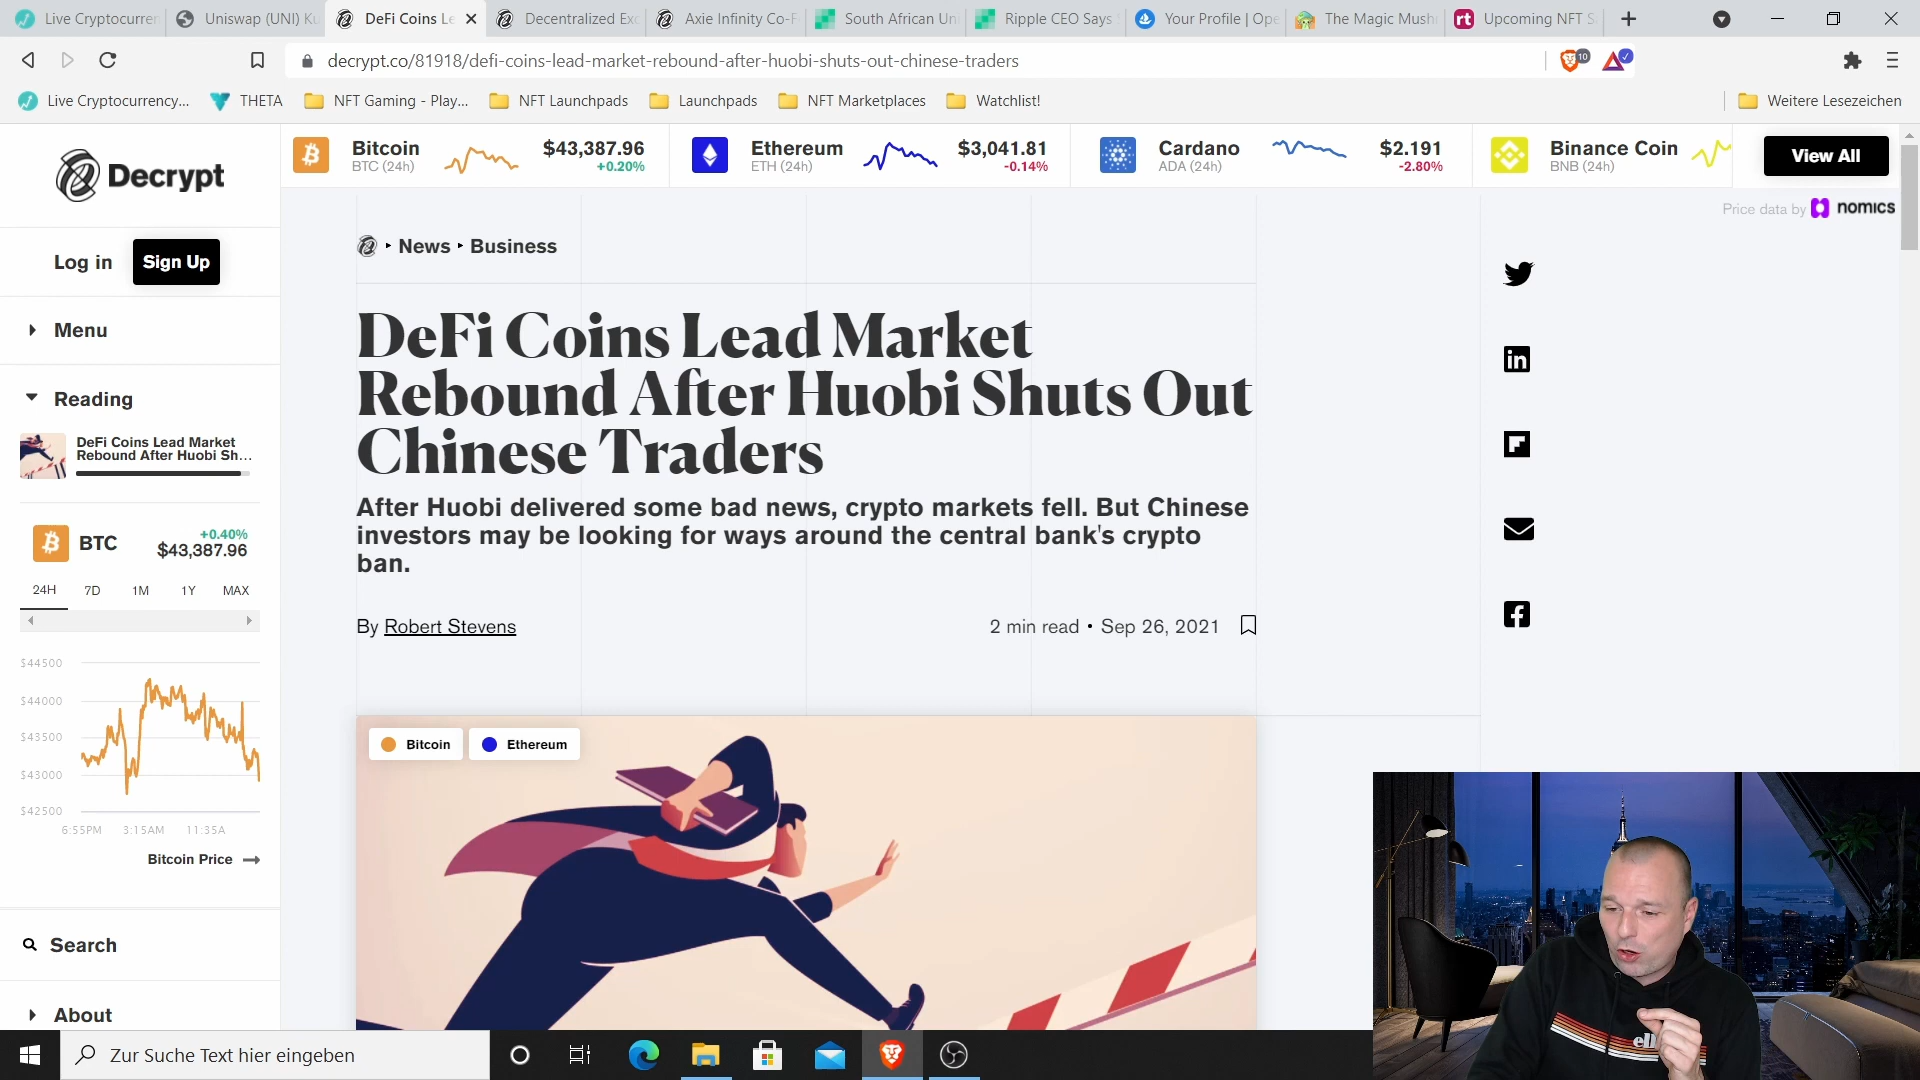 Live Cryptocurren
Uniswap (UNI) Ku
DeFi Coins Le
Decentralized Exc
Axie Infinity Co-F
South African Un
Ripple CEO Says
Your Profile | Ope
The Magic Mushr
Upcoming NFT S
decrypt.co/81918/defi-coins-lead-market-rebound-after-huobi-shuts-out-chinese-traders
10
Live Cryptocurrency...
THETA
NFT Gaming - Play...
NFT Launchpads
Launchpads
NFT Marketplaces
Watchlist!
Weitere Lesezeichen
Decrypt
Bitcoin
BTC (24h)
$43,387.96
+0.20%
Ethereum
ETH (24h)
$3,041.81
-0.14%
Cardano
ADA (24h)
$2.191
-2.80%
Binance Coin
BNB (24h)
View All
Price data by nomics
Log in
Sign Up
Menu
Reading
DeFi Coins Lead Market
Rebound After Huobi Sh...
BTC
+0.40%
$43,387.96
24H 7D 1M 1Y MAX
$44500
$44000
$43500
$43000
$42500
6:55PM 3:15AM 11:35A
Bitcoin Price
Search
About
News
Business
DeFi Coins Lead Market
Rebound After Huobi Shuts Out
Chinese Traders
After Huobi delivered some bad news, crypto markets fell. But Chinese
investors may be looking for ways around the central bank's crypto
ban.
By Robert Stevens
2 min read • Sep 26, 2021
Bitcoin
Ethereum
Zur Suche Text hier eingeben